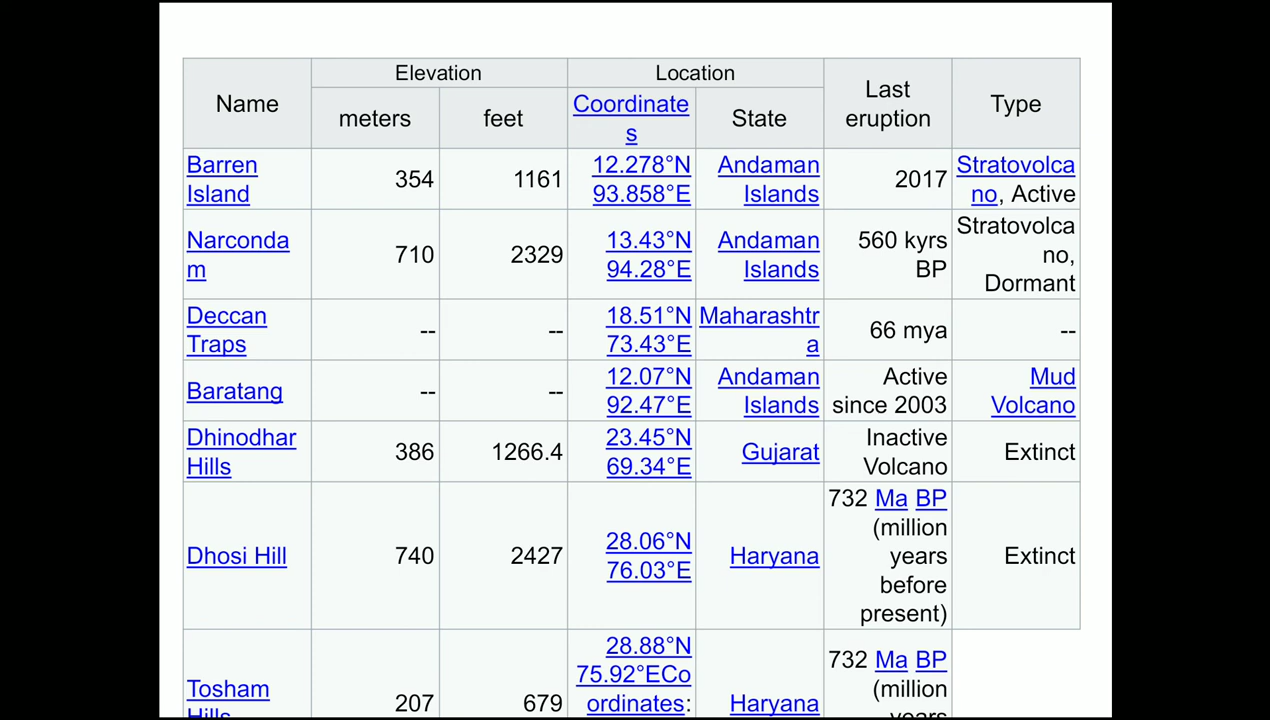 Name
Elevation
Location
Last
eruption
Type
meters
feet
Coordinate
s
State
Barren
Island
354
1161
12.278°N
93.858°E
Andaman
Islands
2017
Stratovolca
no, Active
Narconda
m
710
2329
13.43°N
94.28°E
Andaman
Islands
560 kyrs
BP
Stratovolca
no,
Dormant
Deccan
Traps
--
--
18.51°N
73.43°E
Maharashtr
a
66 mya
--
Baratang
--
--
12.07°N
92.47°E
Andaman
Islands
Active
since 2003
Mud
Volcano
Dhinodhar
Hills
386
1266.4
23.45°N
69.34°E
Gujarat
Inactive
Volcano
Extinct
Dhosi Hill
740
2427
28.06°N
76.03°E
Haryana
732 Ma BP
(million
years
before
present)
Extinct
Tosham
Hills
207
679
28.88°N
75.92°ECo
ordinates:
Haryana
732 Ma BP
(million
years